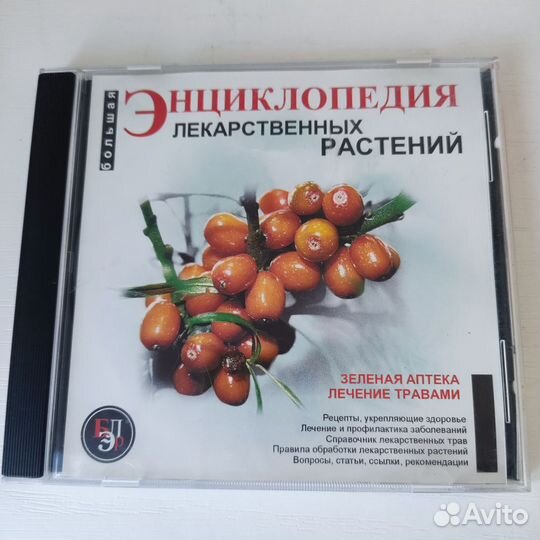 большая
ЭНЦИКЛОПЕДИЯ
ЛЕКАРСТВЕННЫХ
РАСТЕНИЙ
ЗЕЛЕНАЯ АПТЕКА
ЛЕЧЕНИЕ ТРАВАМИ
Рецепты, укрепляющие здоровье
Лечение и профилактика заболеваний
Справочник лекарственных трав
Правила обработки лекарственных растений
Вопросы, статьи, ссылки, рекомендации
БДЭР
Avito